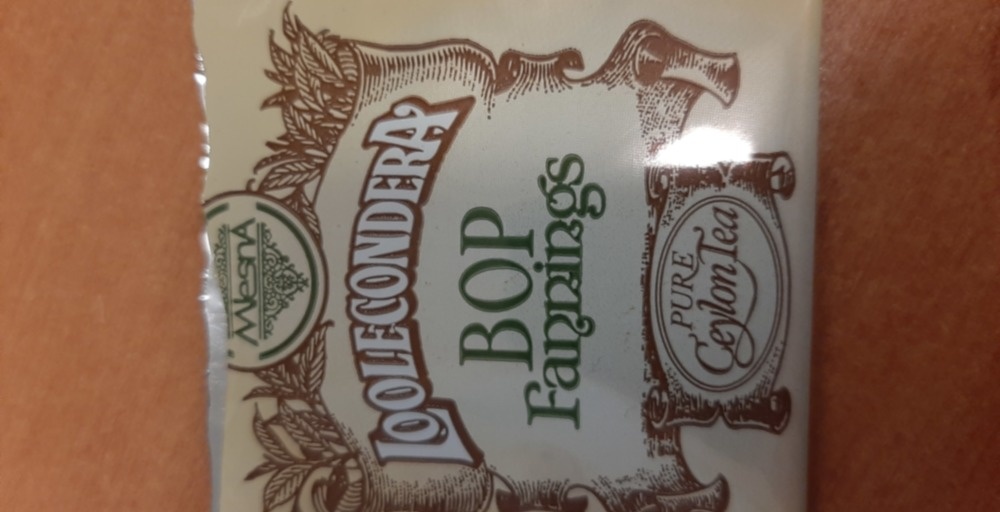 MlesnA
LOOLECONDERA
BOP
Fannings
PURE
Ceylon Tea